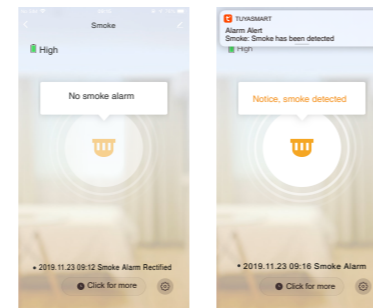 Smoke
High
No smoke alarm
• 2019.11.23 09:12 Smoke Alarm Rectified
Click for more
TUYASMART
Alarm Alert
Smoke: Smoke has been detected
High
Notice, smoke detected
• 2019.11.23 09:16 Smoke Alarm
Click for more